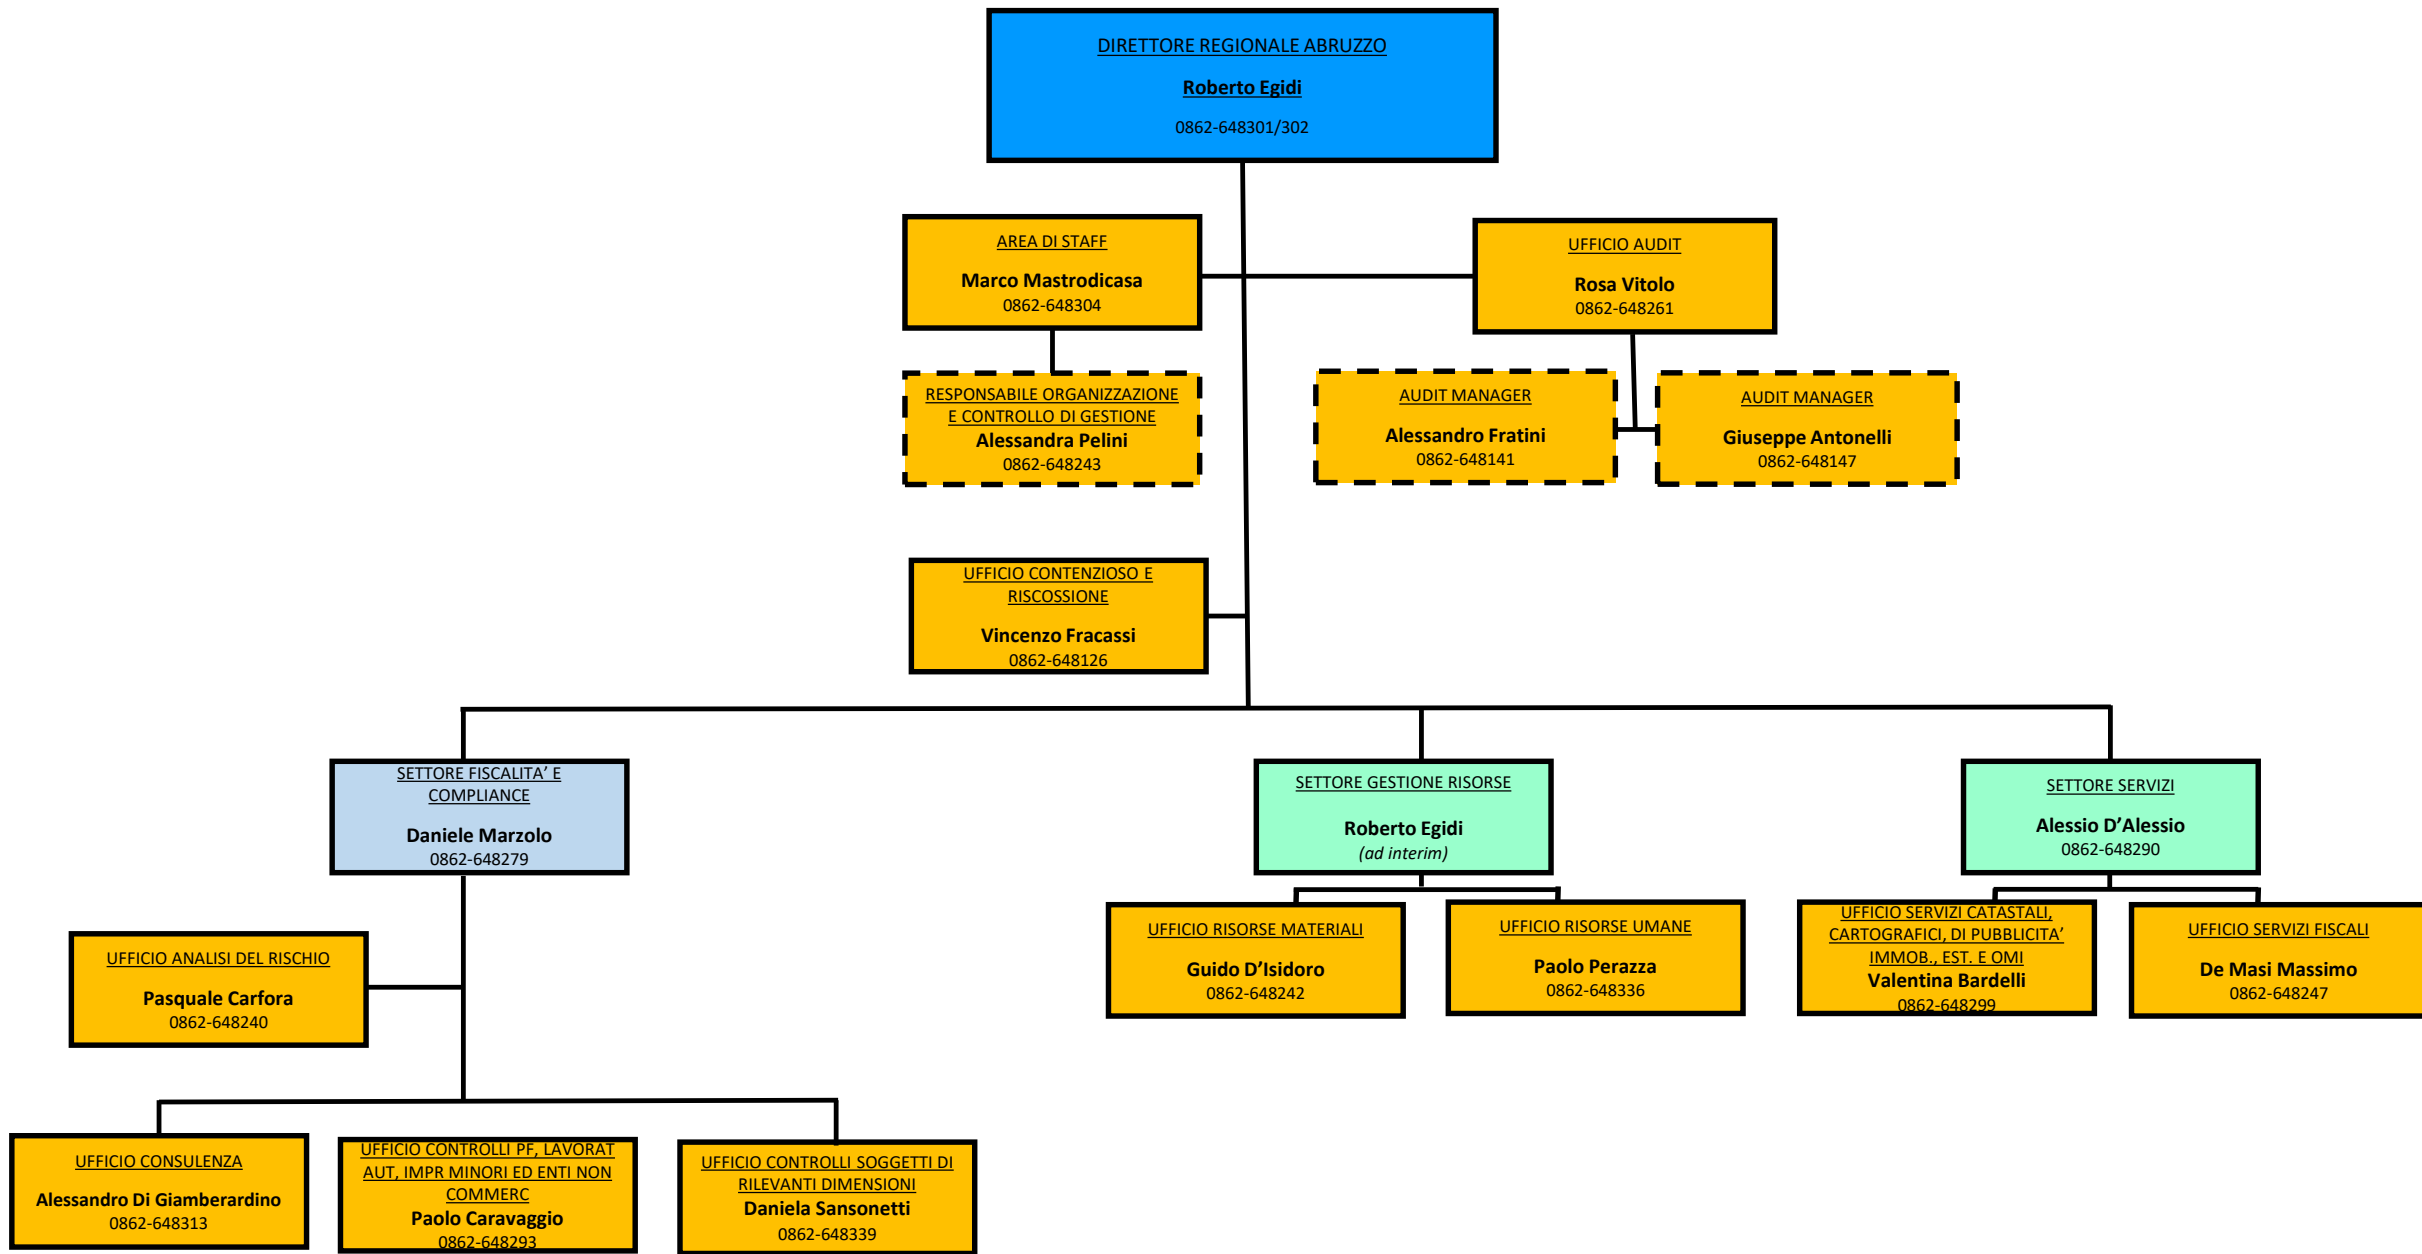 DIRETTORE REGIONALE ABRUZZO
Roberto Egidi
0862-648301/302
AREA DI STAFF
Marco Mastrodicasa
0862-648304
UFFICIO AUDIT
Rosa Vitolo
0862-648261
RESPONSABILE ORGANIZZAZIONE
E CONTROLLO DI GESTIONE
Alessandra Pelini
0862-648243
AUDIT MANAGER
Alessandro Fratini
0862-648141
AUDIT MANAGER
Giuseppe Antonelli
0862-648147
UFFICIO CONTENZIOSO E
RISCOSSIONE
Vincenzo Fracassi
0862-648126
SETTORE FISCALITA’ E
COMPLIANCE
Daniele Marzolo
0862-648279
SETTORE GESTIONE RISORSE
Roberto Egidi
(ad interim)
SETTORE SERVIZI
Alessio D’Alessio
0862-648290
UFFICIO ANALISI DEL RISCHIO
Pasquale Carfora
0862-648240
UFFICIO RISORSE MATERIALI
Guido D’Isidoro
0862-648242
UFFICIO RISORSE UMANE
Paolo Perazza
0862-648336
UFFICIO SERVIZI CATASTALI,
CARTOGRAFICI, DI PUBBLICITA’
IMMOB., EST. E OMI
Valentina Bardelli
0862-648299
UFFICIO SERVIZI FISCALI
De Masi Massimo
0862-648247
UFFICIO CONSULENZA
Alessandro Di Giamberardino
0862-648313
UFFICIO CONTROLLI PF, LAVORAT
AUT, IMPR MINORI ED ENTI NON
COMMERC
Paolo Caravaggio
0862-648293
UFFICIO CONTROLLI SOGGETTI DI
RILEVANTI DIMENSIONI
Daniela Sansonetti
0862-648339